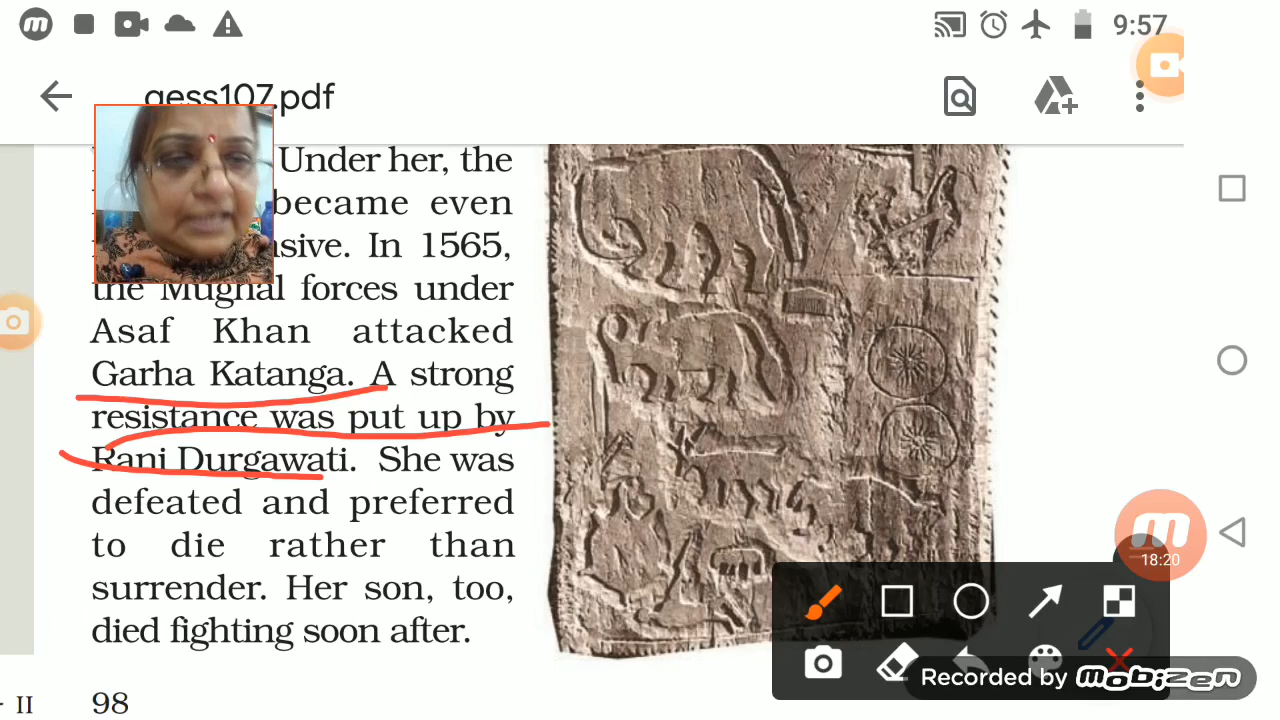 9:57
gess107.pdf
Under her, the
became even
In 1565,
the Mughal forces under
Asaf Khan attacked
Garha Katanga. A strong
resistance was put up by
Rani Durgawati. She was
defeated and preferred
to die rather than
surrender. Her son, too,
died fighting soon after.
II 98
18:20
Recorded by mobizen